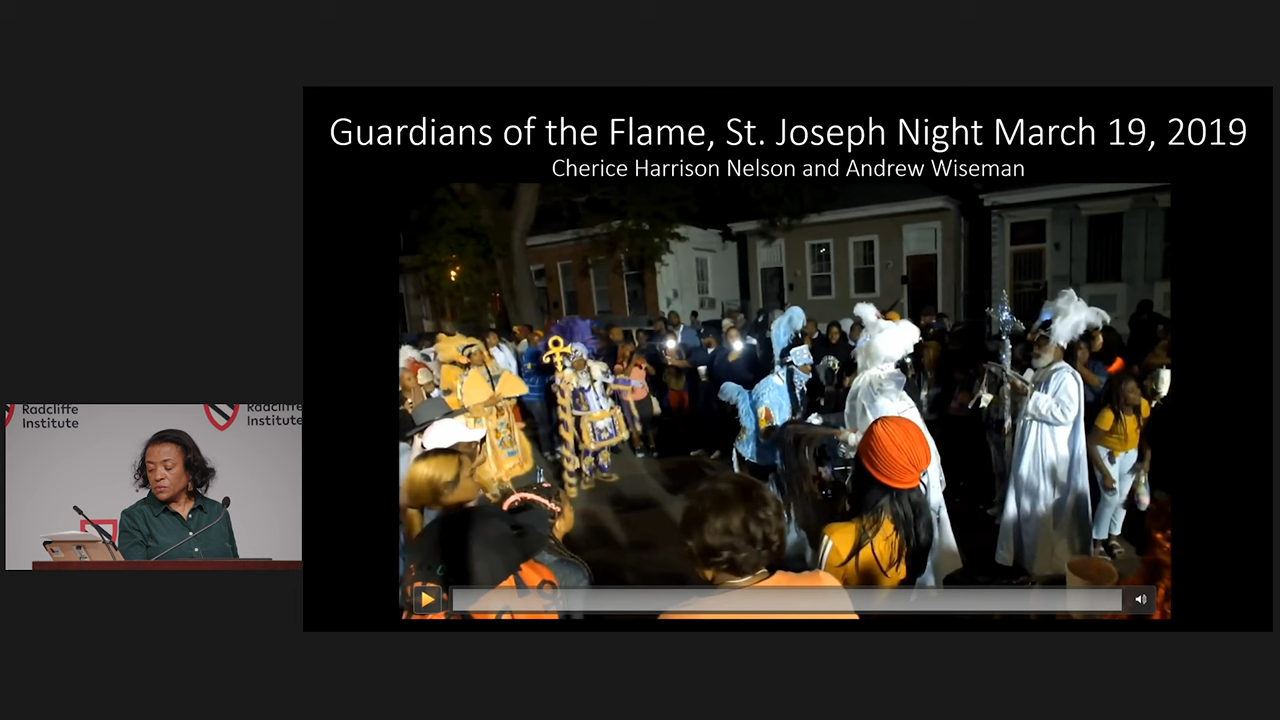 Guardians of the Flame, St. Joseph Night March 19, 2019
Cherice Harrison Nelson and Andrew Wiseman
Radcliffe
Institute
Radcliffe
Institute